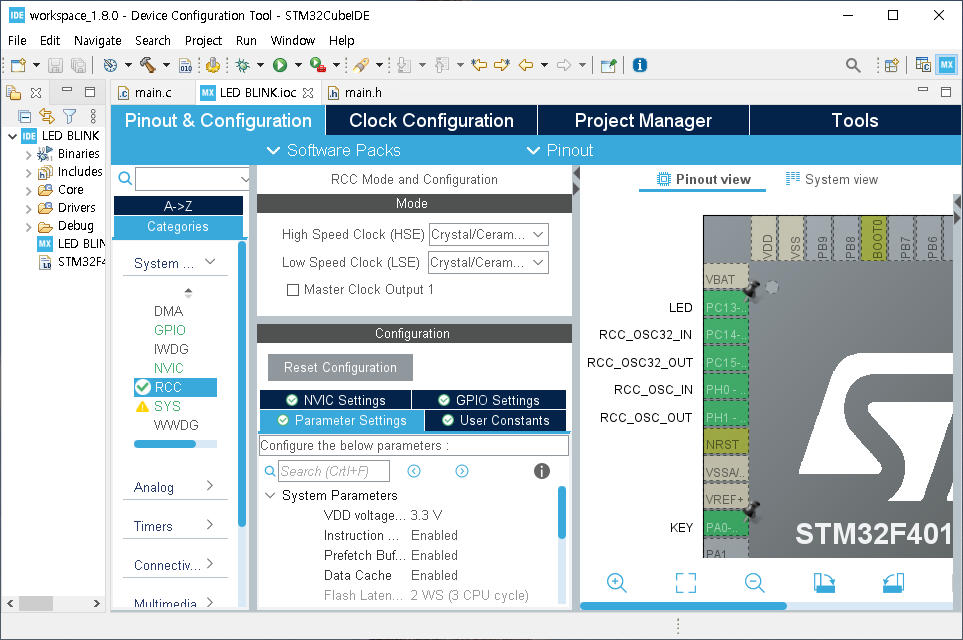 IDE workspace_1.8.0 - Device Configuration Tool - STM32CubeIDE
File Edit Navigate Search Project Run Window Help
010 MX
main.c MX LED BLINK.ioc main.h
IDE LED BLINK
Binaries
Includes
Core
Drivers
Debug
MX LED BLIN
STM32F4
Pinout & Configuration Clock Configuration Project Manager Tools
Software Packs Pinout
A->Z
Categories
System ...
DMA
GPIO
IWDG
NVIC
RCC
SYS
WWDG
Analog
Timers
Connectiv...
Multimedia
RCC Mode and Configuration
Mode
High Speed Clock (HSE) Crystal/Ceram...
Low Speed Clock (LSE) Crystal/Ceram...
Master Clock Output 1
Configuration
Reset Configuration
NVIC Settings GPIO Settings
Parameter Settings User Constants
Configure the below parameters :
Search (Crtl+F)
System Parameters
VDD voltage... 3.3 V
Instruction ... Enabled
Prefetch Buf... Enabled
Data Cache Enabled
Flash Laten... 2 WS (3 CPU cycle)
Pinout view System view
VDD VSS PB9 PB8 BOOT0 PB7 PB6
VBAT
LED PC13-..
RCC_OSC32_IN PC14-..
RCC_OSC32_OUT PC15-..
RCC_OSC_IN PH0 -..
RCC_OSC_OUT PH1 -..
NRST
VSSA/..
VREF+
KEY PA0-..
PA1
STM32F401